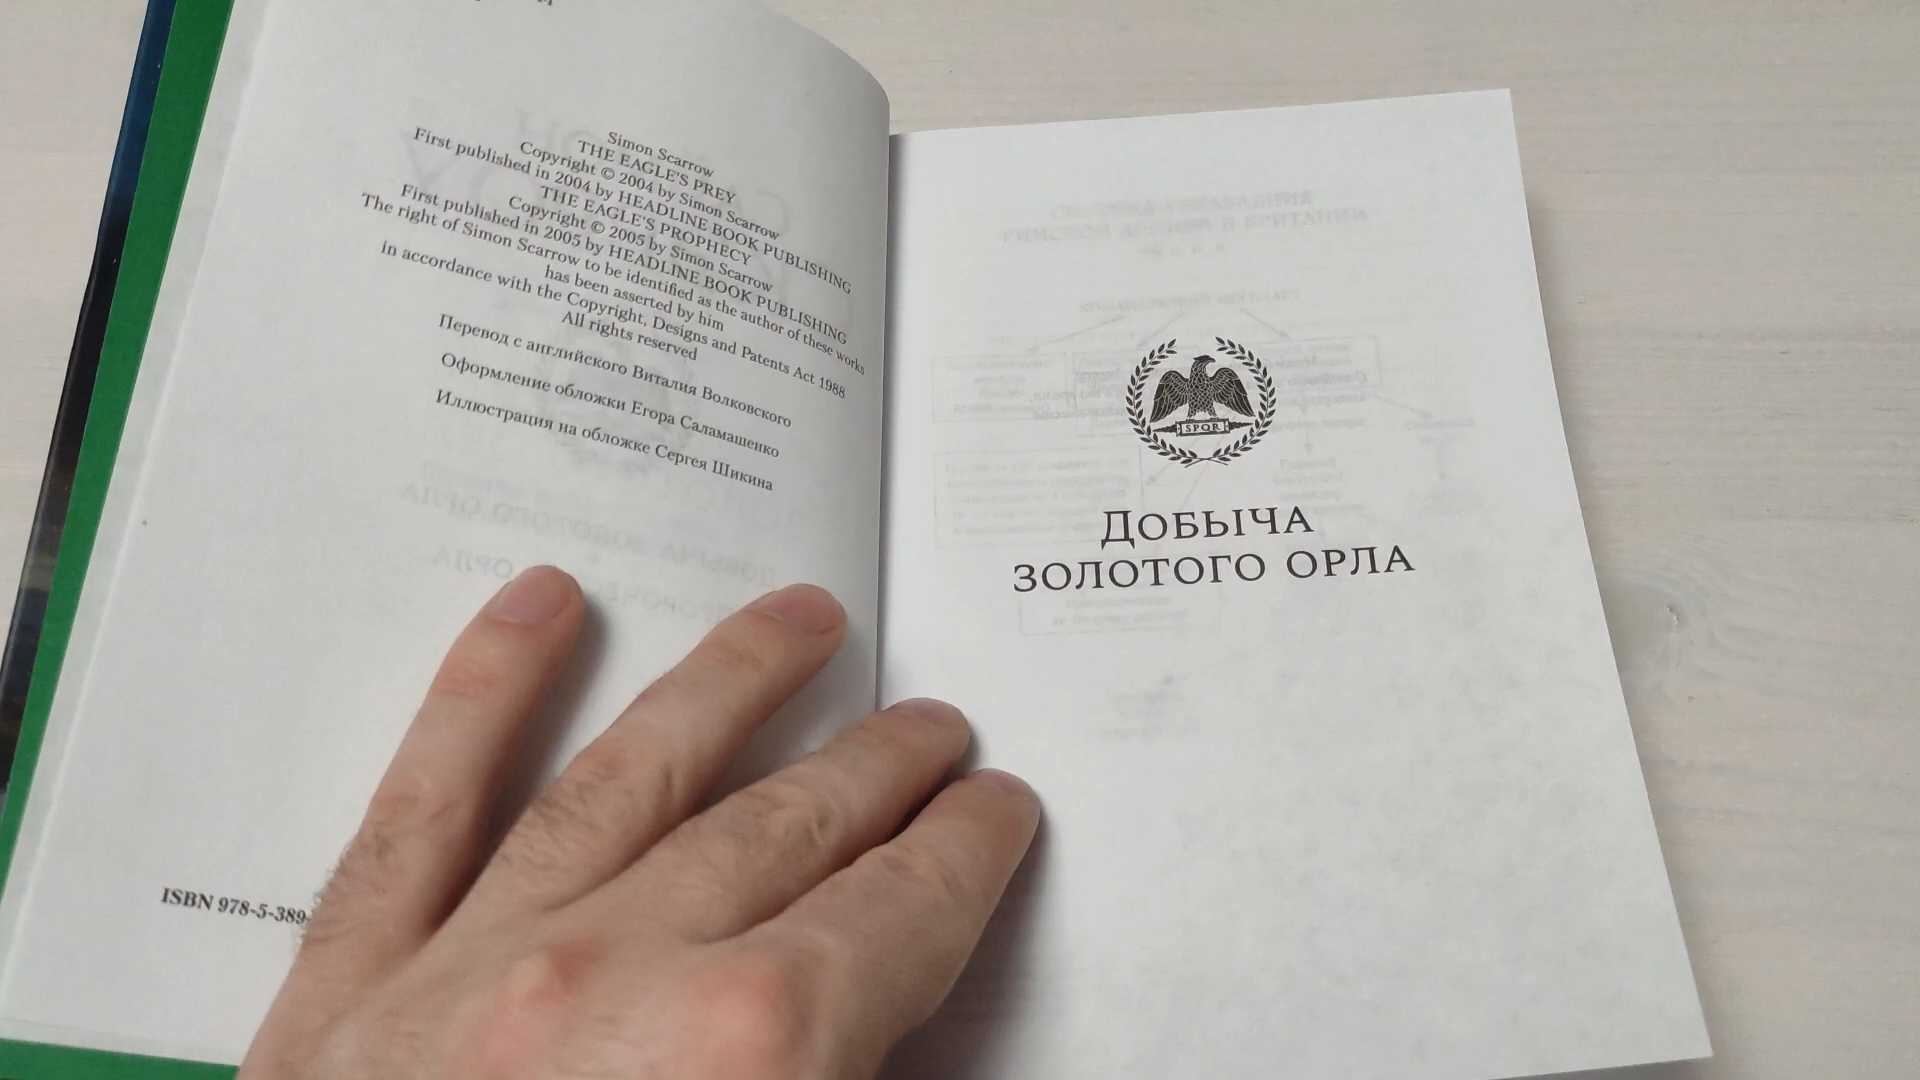 Simon Scarrow
THE EAGLE'S PREY
Copyright © 2004 by Simon Scarrow
First published in 2004 by HEADLINE BOOK PUBLISHING
THE EAGLE'S PROPHECY
Copyright © 2005 by Simon Scarrow
First published in 2005 by HEADLINE BOOK PUBLISHING
The right of Simon Scarrow to be identified as the author of these works
has been asserted by him
in accordance with the Copyright, Designs and Patents Act 1988
All rights reserved
Перевод с английского Виталия Волковского
Оформление обложки Егора Саламашенко
Иллюстрация на обложке Сергея Шикина
ISBN 978-5-389-
SPQR
ДОБЫЧА
ЗОЛОТОГО ОРЛА